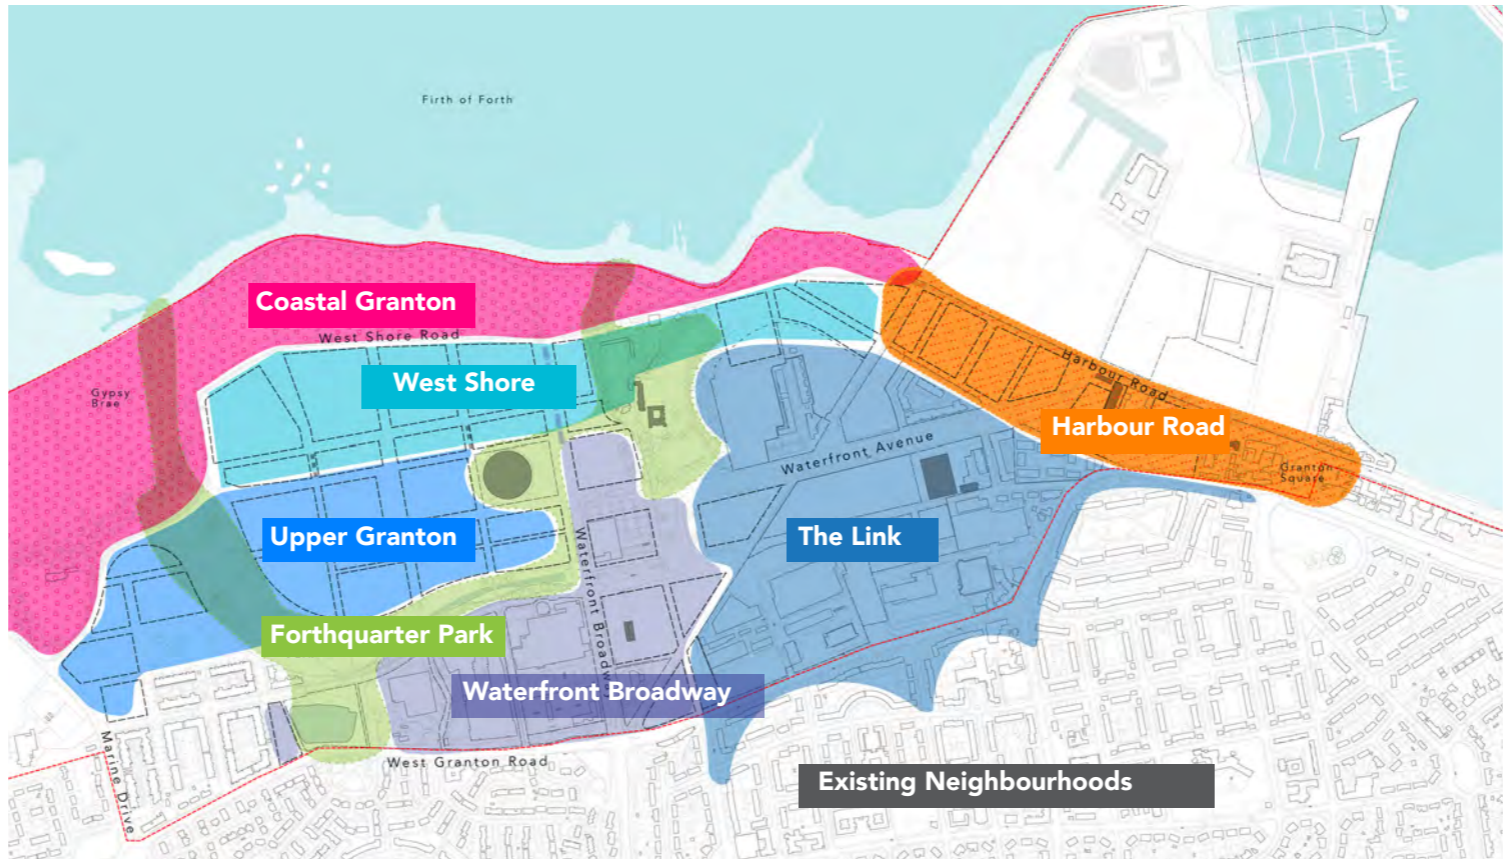 Firth of Forth
Coastal Granton
West Shore Road
Gypsy
Brae
West Shore
Harbour Road
Harbour Road
Waterfront Avenue
Granton
Square
Upper Granton
The Link
Waterfront Broadway
Forthquarter Park
Waterfront Broadway
Marine Drive
West Granton Road
Existing Neighbourhoods